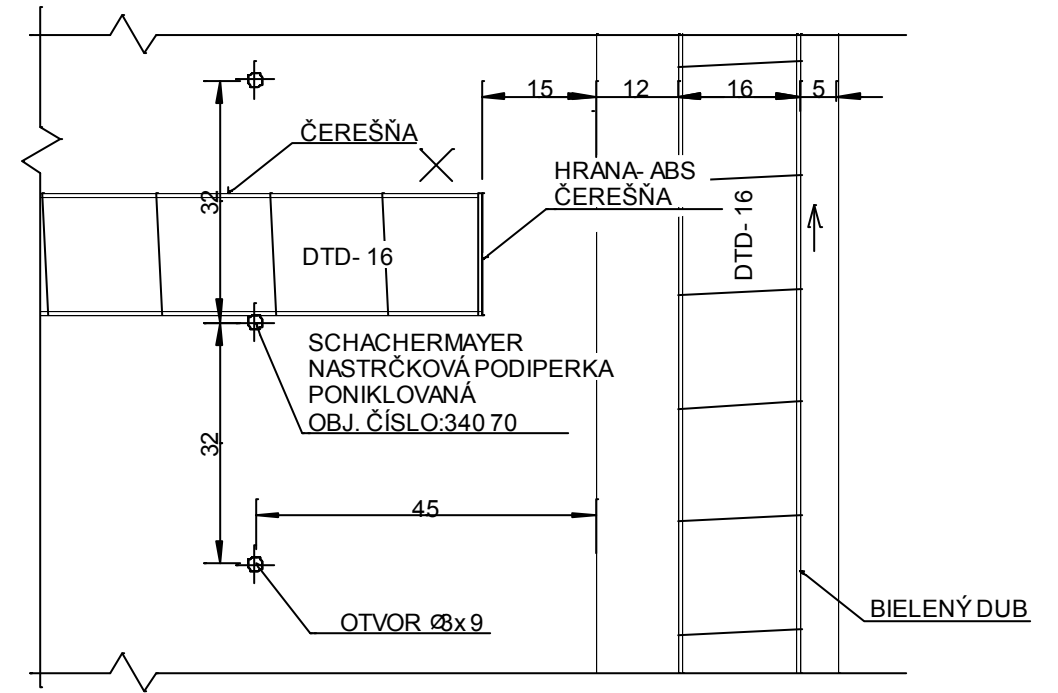 15
12
16
5
ČEREŠŇA
HRANA- ABS
ČEREŠŇA
32
DTD- 16
DTD- 16
SCHACHERMAYER
NASTRČKOVÁ PODIPERKA
PONIKLOVANÁ
OBJ. ČÍSLO:340 70
32
45
OTVOR Ø3x 9
BIELENÝ DUB